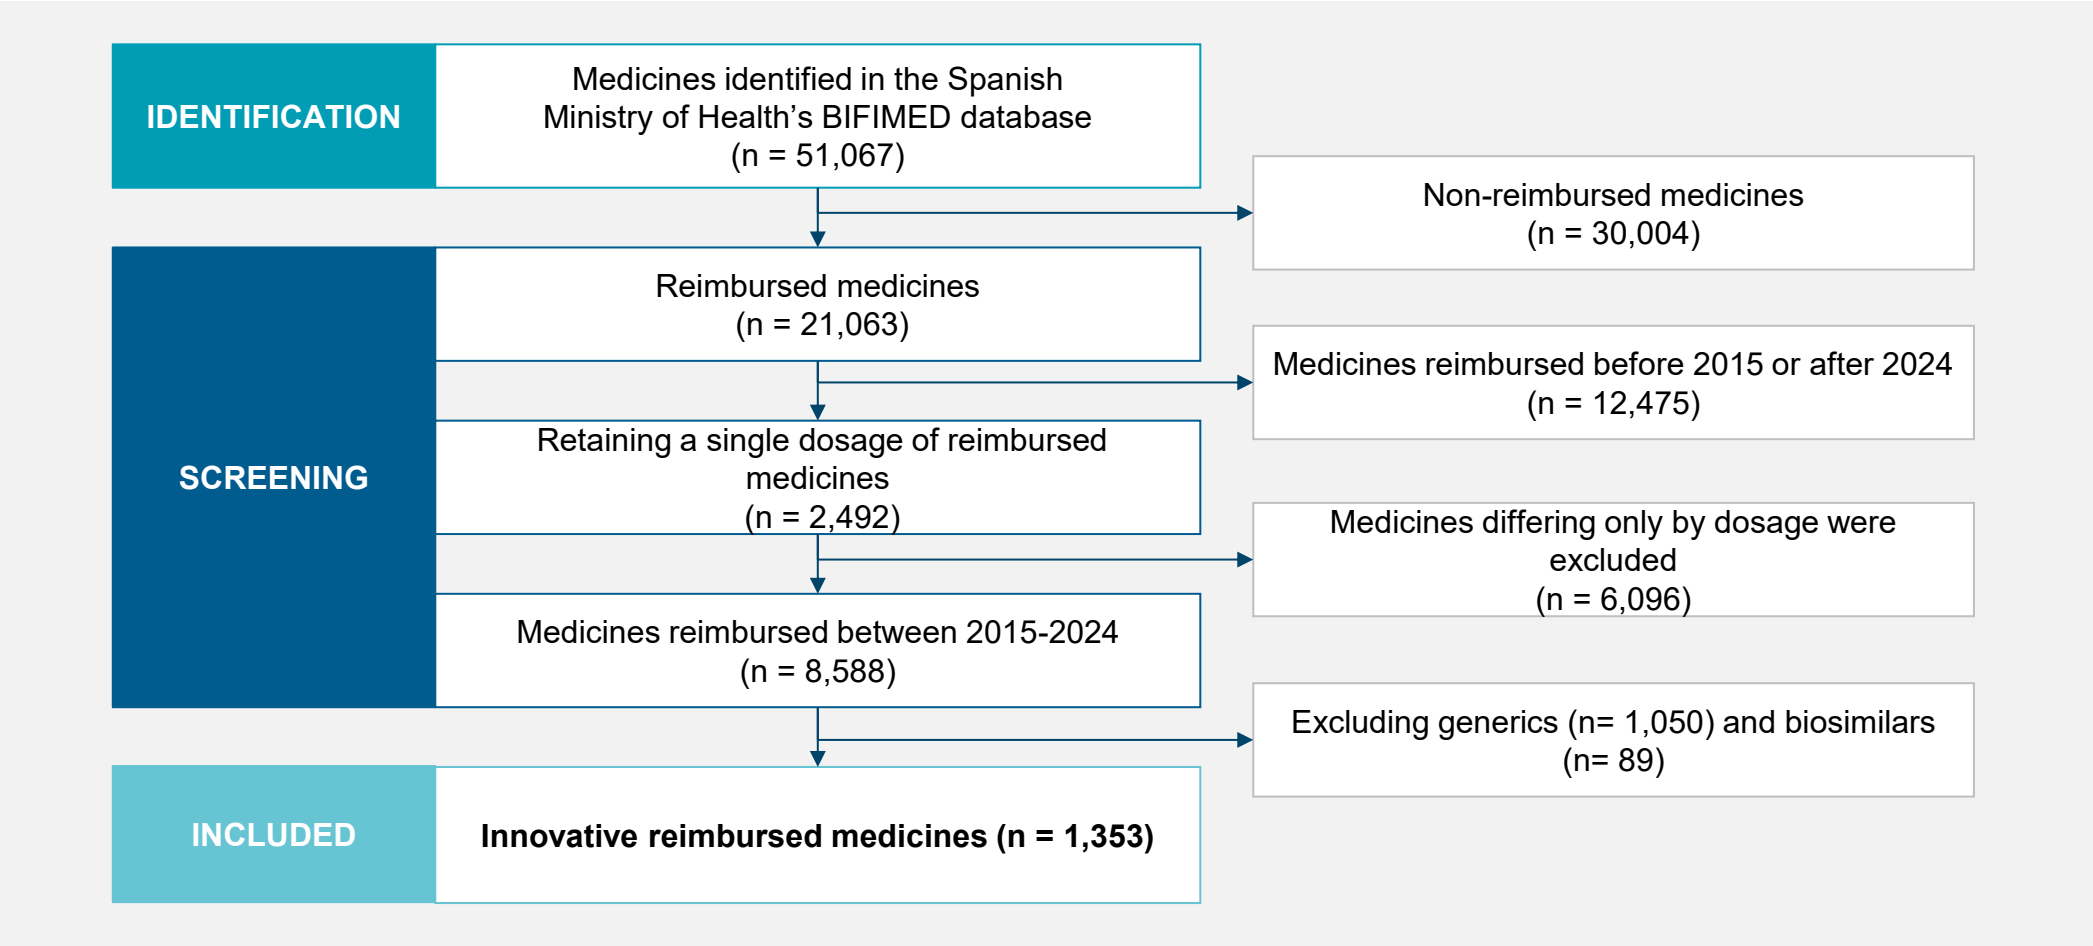 IDENTIFICATION
Medicines identified in the Spanish
Ministry of Health’s BIFIMED database
(n = 51,067)
Non-reimbursed medicines
(n = 30,004)
SCREENING
Reimbursed medicines
(n = 21,063)
Medicines reimbursed before 2015 or after 2024
(n = 12,475)
Retaining a single dosage of reimbursed
medicines
(n = 2,492)
Medicines differing only by dosage were
excluded
(n = 6,096)
Medicines reimbursed between 2015-2024
(n = 8,588)
Excluding generics (n= 1,050) and biosimilars
(n= 89)
INCLUDED
Innovative reimbursed medicines (n = 1,353)